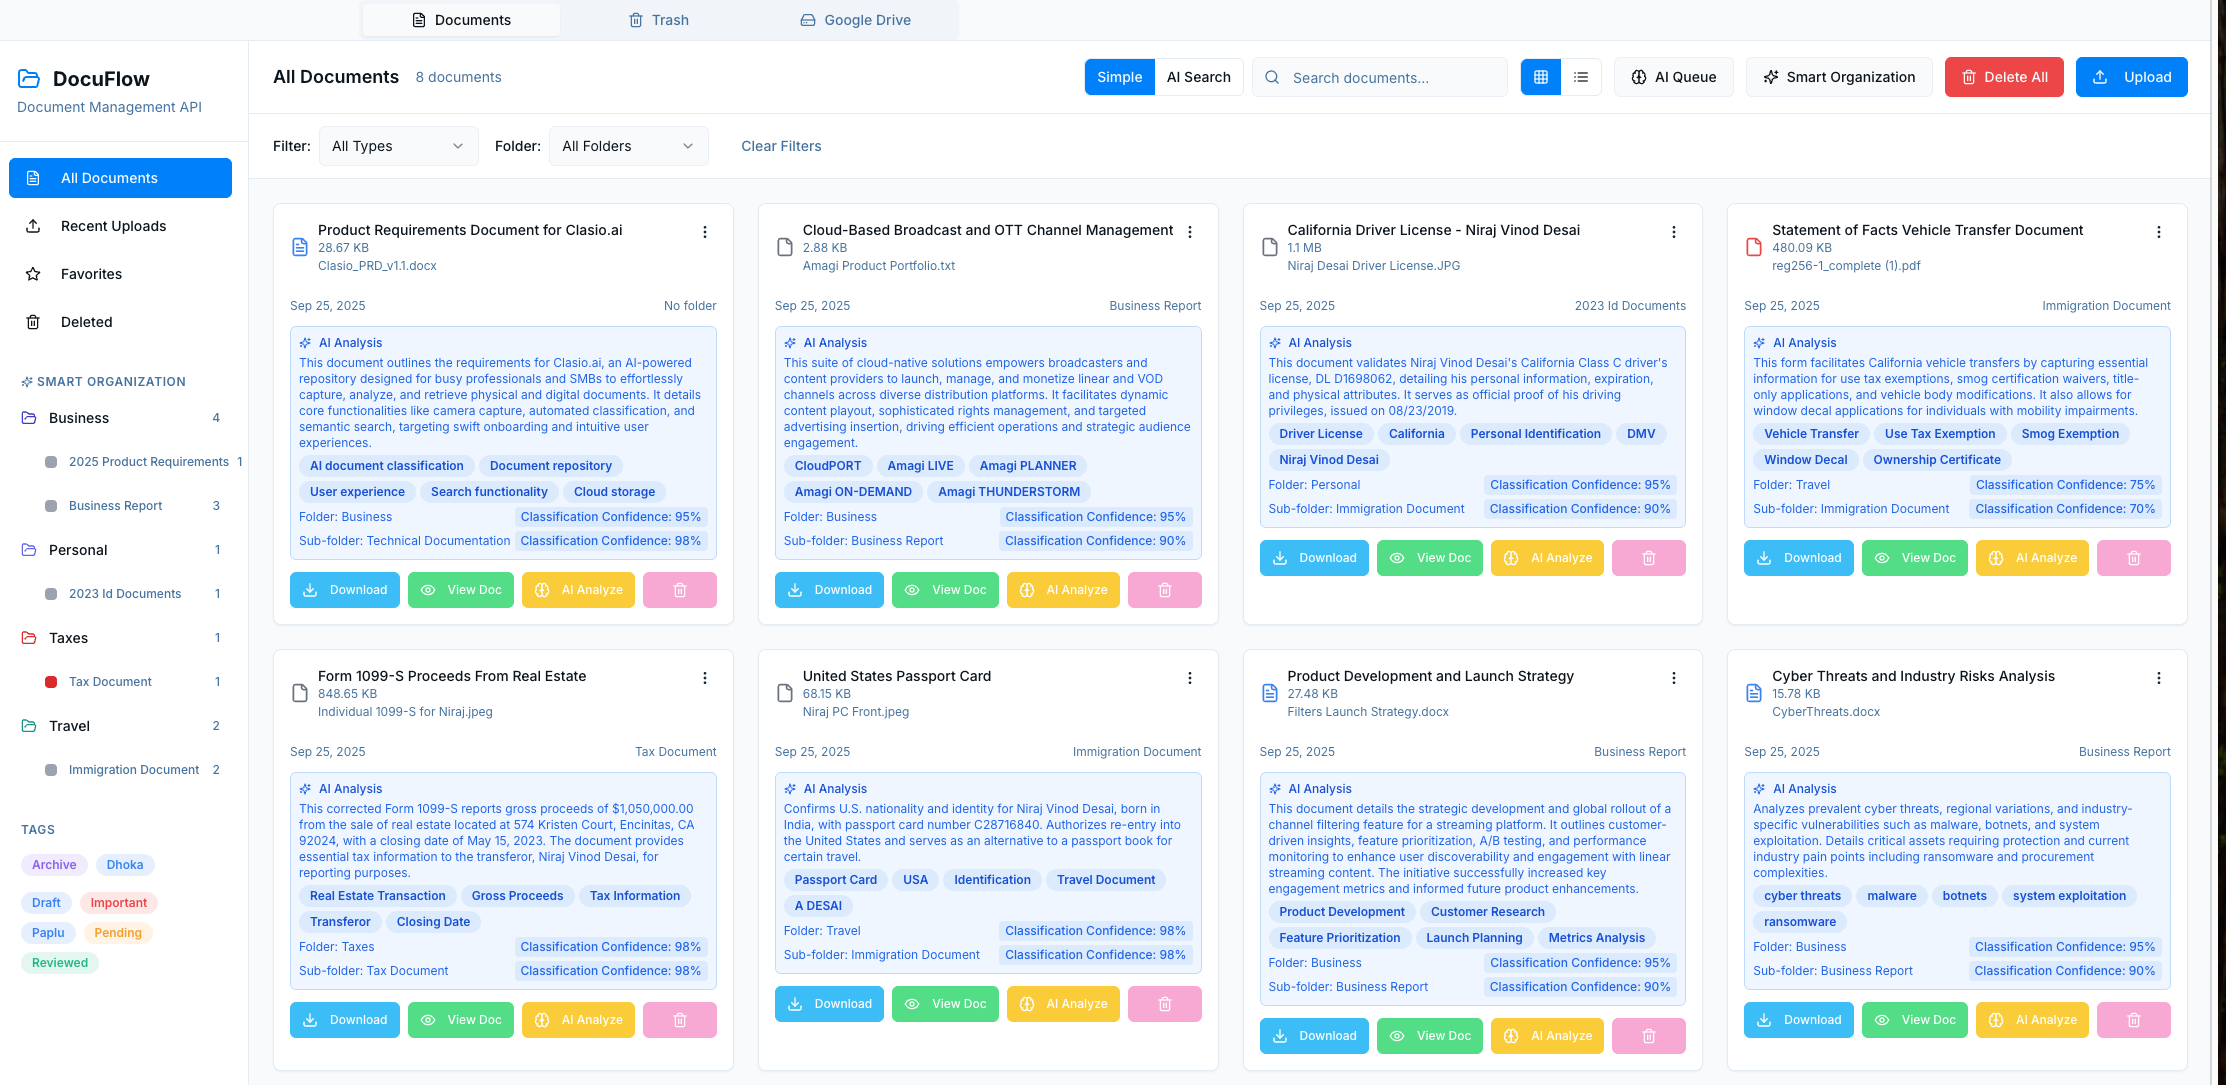 Documents
Trash
Google Drive
DocuFlow
Document Management API
All Documents
Recent Uploads
Favorites
Deleted
SMART ORGANIZATION
Business 4
2025 Product Requirements 1
Business Report 3
Personal 1
2023 Id Documents 1
Taxes 1
Tax Document 1
Travel 2
Immigration Document 2
TAGS
Archive Dhoka
Draft Important
Paplu Pending
Reviewed
All Documents 8 documents
Simple AI Search Search documents... AI Queue Smart Organization Delete All Upload
Filter: All Types Folder: All Folders Clear Filters
Product Requirements Document for Clasio.ai
28.67 KB
Clasio_PRD_v1.1.docx
Sep 25, 2025 No folder
AI Analysis
This document outlines the requirements for Clasio.ai, an AI-powered
repository designed for busy professionals and SMBs to effortlessly
capture, analyze, and retrieve physical and digital documents. It details
core functionalities like camera capture, automated classification, and
semantic search, targeting swift onboarding and intuitive user
experiences.
AI document classification Document repository
User experience Search functionality Cloud storage
Folder: Business Classification Confidence: 95%
Sub-folder: Technical Documentation Classification Confidence: 98%
Download View Doc AI Analyze
Cloud-Based Broadcast and OTT Channel Management
2.88 KB
Amagi Product Portfolio.txt
Sep 25, 2025 Business Report
AI Analysis
This suite of cloud-native solutions empowers broadcasters and
content providers to launch, manage, and monetize linear and VOD
channels across diverse distribution platforms. It facilitates dynamic
content playout, sophisticated rights management, and targeted
advertising insertion, driving efficient operations and strategic audience
engagement.
CloudPORT Amagi LIVE Amagi PLANNER
Amagi ON-DEMAND Amagi THUNDERSTORM
Folder: Business Classification Confidence: 95%
Sub-folder: Business Report Classification Confidence: 90%
Download View Doc AI Analyze
California Driver License - Niraj Vinod Desai
1.1 MB
Niraj Desai Driver License.JPG
Sep 25, 2025 2023 Id Documents
AI Analysis
This document validates Niraj Vinod Desai's California Class C driver's
license, DL D1698062, detailing his personal information, expiration,
and physical attributes. It serves as official proof of his driving
privileges, issued on 08/23/2019.
Driver License California Personal Identification DMV
Niraj Vinod Desai
Folder: Personal Classification Confidence: 95%
Sub-folder: Immigration Document Classification Confidence: 90%
Download View Doc AI Analyze
Statement of Facts Vehicle Transfer Document
480.09 KB
reg256-1_complete (1).pdf
Sep 25, 2025 Immigration Document
AI Analysis
This form facilitates California vehicle transfers by capturing essential
information for use tax exemptions, smog certification waivers, title-
only applications, and vehicle body modifications. It also allows for
window decal applications for individuals with mobility impairments.
Vehicle Transfer Use Tax Exemption Smog Exemption
Window Decal Ownership Certificate
Folder: Travel Classification Confidence: 75%
Sub-folder: Immigration Document Classification Confidence: 70%
Download View Doc AI Analyze
Form 1099-S Proceeds From Real Estate
848.65 KB
Individual 1099-S for Niraj.jpeg
Sep 25, 2025 Tax Document
AI Analysis
This corrected Form 1099-S reports gross proceeds of $1,050,000.00
from the sale of real estate located at 574 Kristen Court, Encinitas, CA
92024, with a closing date of May 15, 2023. The document provides
essential tax information to the transferor, Niraj Vinod Desai, for
reporting purposes.
Real Estate Transaction Gross Proceeds Tax Information
Transferor Closing Date
Folder: Taxes Classification Confidence: 98%
Sub-folder: Tax Document Classification Confidence: 98%
Download View Doc AI Analyze
United States Passport Card
68.15 KB
Niraj PC Front.jpeg
Sep 25, 2025 Immigration Document
AI Analysis
Confirms U.S. nationality and identity for Niraj Vinod Desai, born in
India, with passport card number C28716840. Authorizes re-entry into
the United States and serves as an alternative to a passport book for
certain travel.
Passport Card USA Identification Travel Document
A DESAI
Folder: Travel Classification Confidence: 98%
Sub-folder: Immigration Document Classification Confidence: 98%
Download View Doc AI Analyze
Product Development and Launch Strategy
27.48 KB
Filters Launch Strategy.docx
Sep 25, 2025 Business Report
AI Analysis
This document details the strategic development and global rollout of a
channel filtering feature for a streaming platform. It outlines customer-
driven insights, feature prioritization, A/B testing, and performance
monitoring to enhance user discoverability and engagement with linear
streaming content. The initiative successfully increased key
engagement metrics and informed future product enhancements.
Product Development Customer Research
Feature Prioritization Launch Planning Metrics Analysis
Folder: Business Classification Confidence: 95%
Sub-folder: Business Report Classification Confidence: 90%
Download View Doc AI Analyze
Cyber Threats and Industry Risks Analysis
15.78 KB
CyberThreats.docx
Sep 25, 2025 Business Report
AI Analysis
Analyzes prevalent cyber threats, regional variations, and industry-
specific vulnerabilities such as malware, botnets, and system
exploitation. Details critical assets requiring protection and current
industry pain points including ransomware and procurement
complexities.
cyber threats malware botnets system exploitation
ransomware
Folder: Business Classification Confidence: 95%
Sub-folder: Business Report Classification Confidence: 90%
Download View Doc AI Analyze